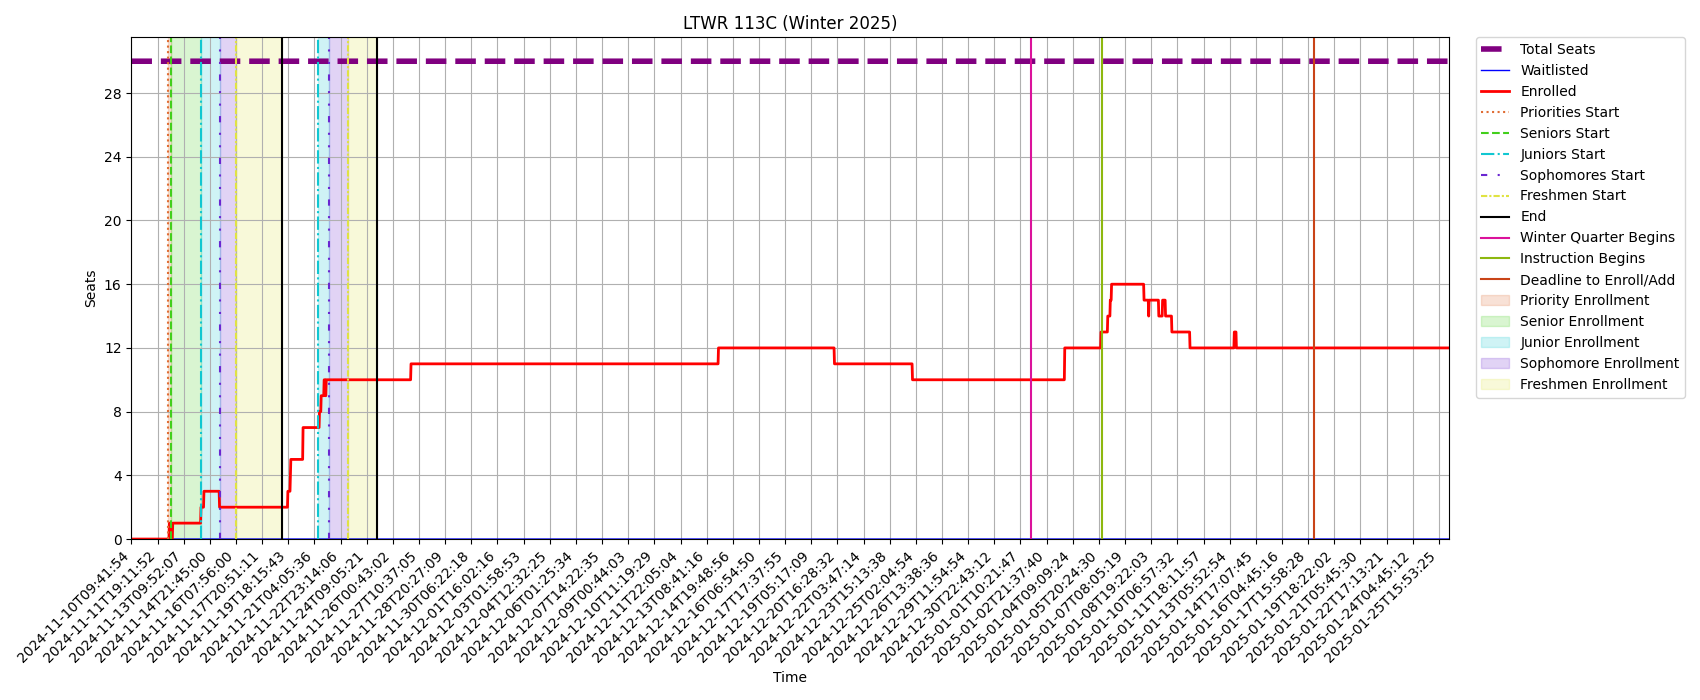 LTWR 113C (Winter 2025)
Seats
28
24
20
16
12
8
4
0
2024-11-10T09:41:54
2024-11-11T19:11:52
2024-11-13T09:52:07
2024-11-14T21:45:00
2024-11-16T07:56:00
2024-11-17T20:51:11
2024-11-19T18:15:43
2024-11-21T04:05:36
2024-11-22T23:14:06
2024-11-24T09:05:21
2024-11-26T00:43:02
2024-11-27T10:37:05
2024-11-28T20:27:09
2024-11-30T06:22:18
2024-12-01T16:02:16
2024-12-03T01:58:53
2024-12-04T12:32:25
2024-12-06T01:25:34
2024-12-07T14:22:35
2024-12-09T00:44:03
2024-12-10T11:19:29
2024-12-11T22:05:04
2024-12-13T08:41:16
2024-12-14T19:48:56
2024-12-16T06:54:50
2024-12-17T17:37:55
2024-12-19T05:17:09
2024-12-20T16:28:32
2024-12-22T03:47:14
2024-12-23T15:13:38
2024-12-25T02:04:54
2024-12-26T13:38:36
2024-12-29T11:54:54
2024-12-30T22:43:12
2025-01-01T10:21:47
2025-01-02T21:37:40
2025-01-04T09:09:24
2025-01-05T20:24:30
2025-01-07T08:05:19
2025-01-08T19:22:03
2025-01-10T06:57:32
2025-01-11T18:11:57
2025-01-13T05:52:54
2025-01-14T17:07:45
2025-01-16T04:45:16
2025-01-17T15:58:28
2025-01-19T18:22:02
2025-01-21T05:45:30
2025-01-22T17:13:21
2025-01-24T04:45:12
2025-01-25T15:53:25
Time
Total Seats
Waitlisted
Enrolled
Priorities Start
Seniors Start
Juniors Start
Sophomores Start
Freshmen Start
End
Winter Quarter Begins
Instruction Begins
Deadline to Enroll/Add
Priority Enrollment
Senior Enrollment
Junior Enrollment
Sophomore Enrollment
Freshmen Enrollment